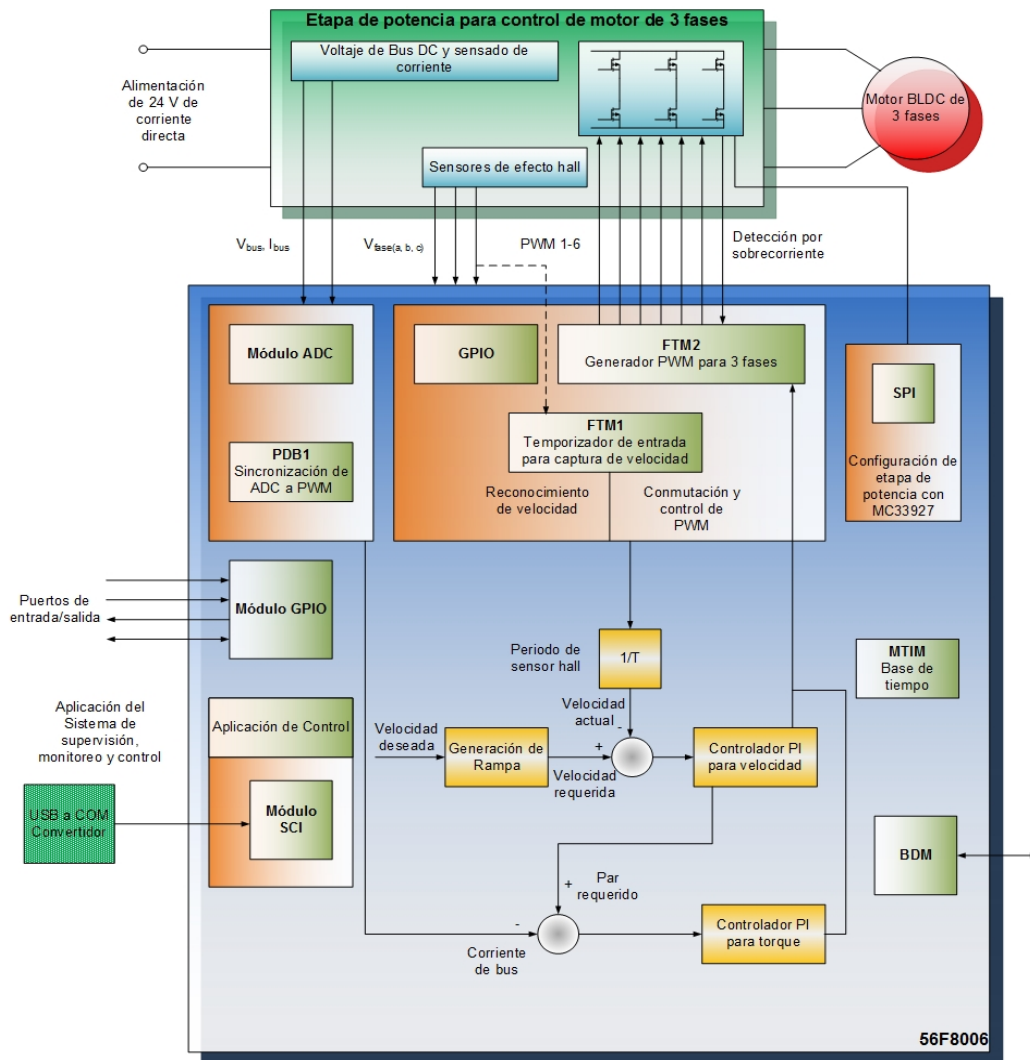 Etapa de potencia para control de motor de 3 fases
Voltaje de Bus DC y sensado de
corriente
Alimentación
de 24 V de
corriente
directa
Motor BLDC de
3 fases
Sensores de efecto hall
Vbus, Ibus
Vfase(a, b, c)
PWM 1-6
Detección por
sobrecorriente
Módulo ADC
GPIO
FTM2
Generador PWM para 3 fases
SPI
FTM1
Temporizador de entrada
para captura de velocidad
PDB1
Sincronización de
ADC a PWM
Reconocimiento
de velocidad
Conmutación y
control de
PWM
Configuración de
etapa de
potencia con
MC33927
Puertos de
entrada/salida
Módulo GPIO
Periodo de
sensor hall
1/T
MTIM
Base de
tiempo
Aplicación del
Sistema de
supervisión,
monitoreo y control
Aplicación de Control
Velocidad
deseada
Generación de
Rampa
Velocidad
actual
-
+
Velocidad
requerida
Controlador PI
para velocidad
USB a COM
Convertidor
Módulo
SCI
BDM
+
Par
requerido
-
Corriente
de bus
Controlador PI
para torque
56F8006